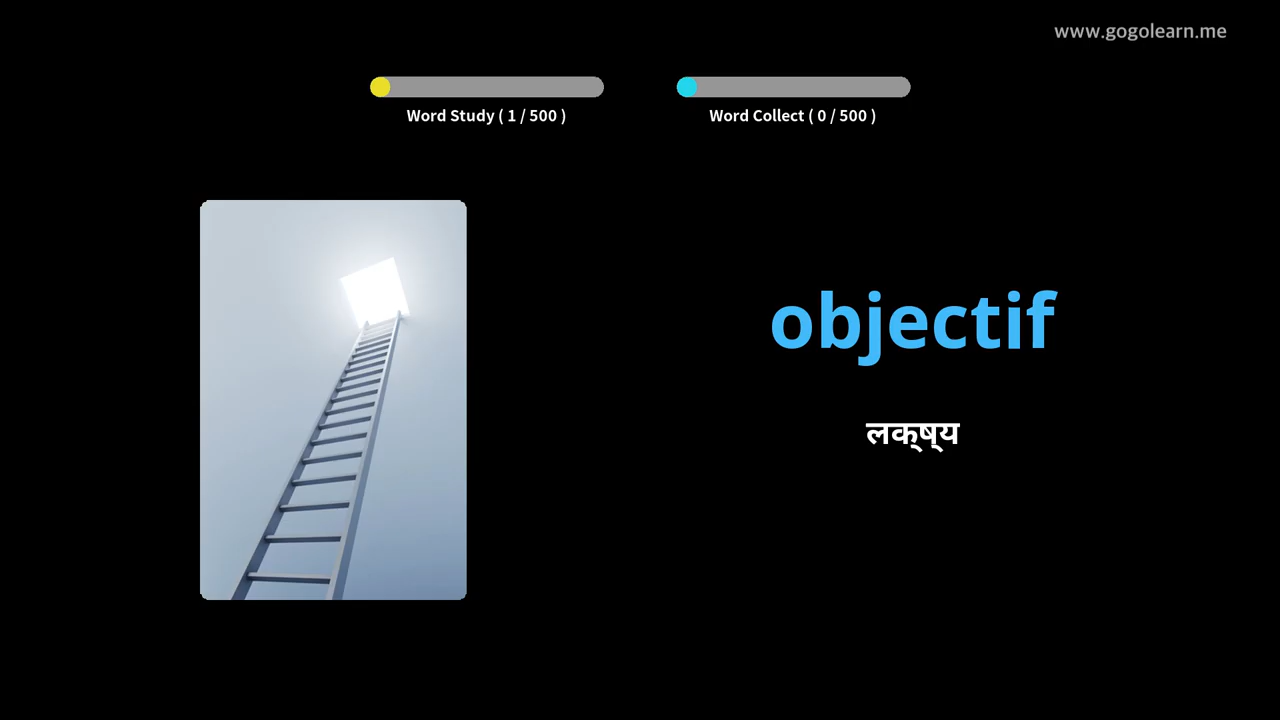 www.gogolearn.me
Word Study ( 1 / 500 )
Word Collect ( 0 / 500 )
objectif
लक्ष्य